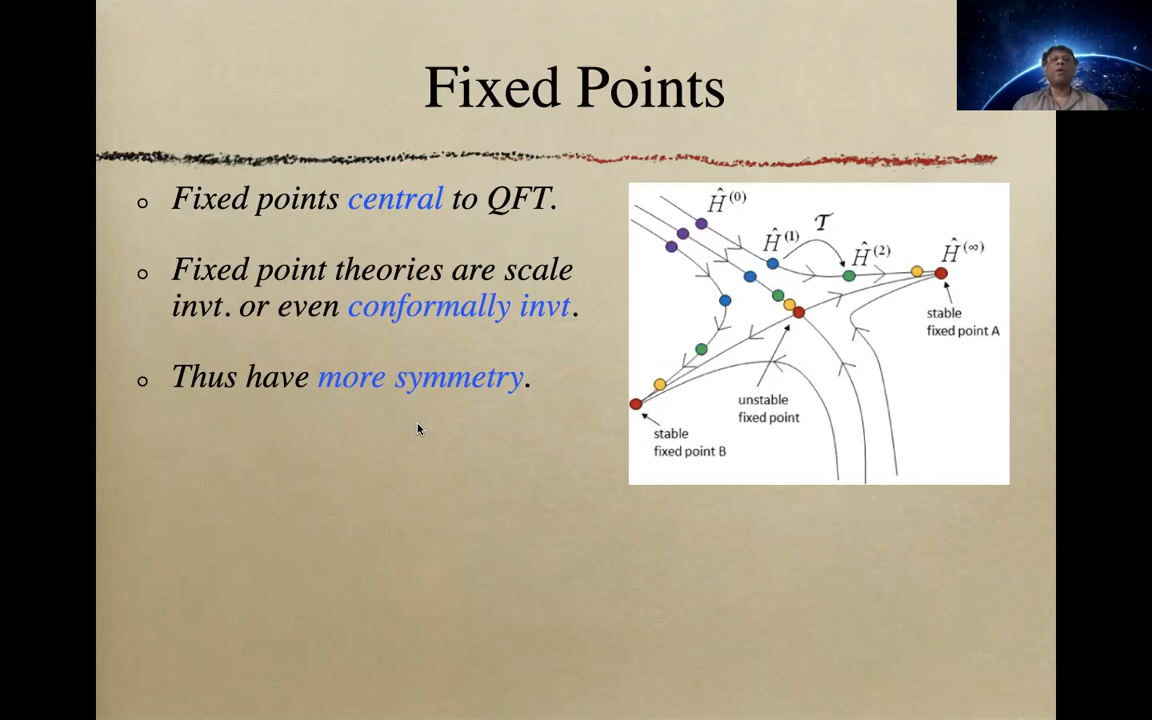 Fixed Points
Fixed points central to QFT.
Fixed point theories are scale
invt. or even conformally invt.
Thus have more symmetry.
Ĥ⁽⁰⁾
Ĥ⁽¹⁾
𝒯
Ĥ⁽²⁾
Ĥ⁽∞⁾
stable
fixed point A
unstable
fixed point
stable
fixed point B